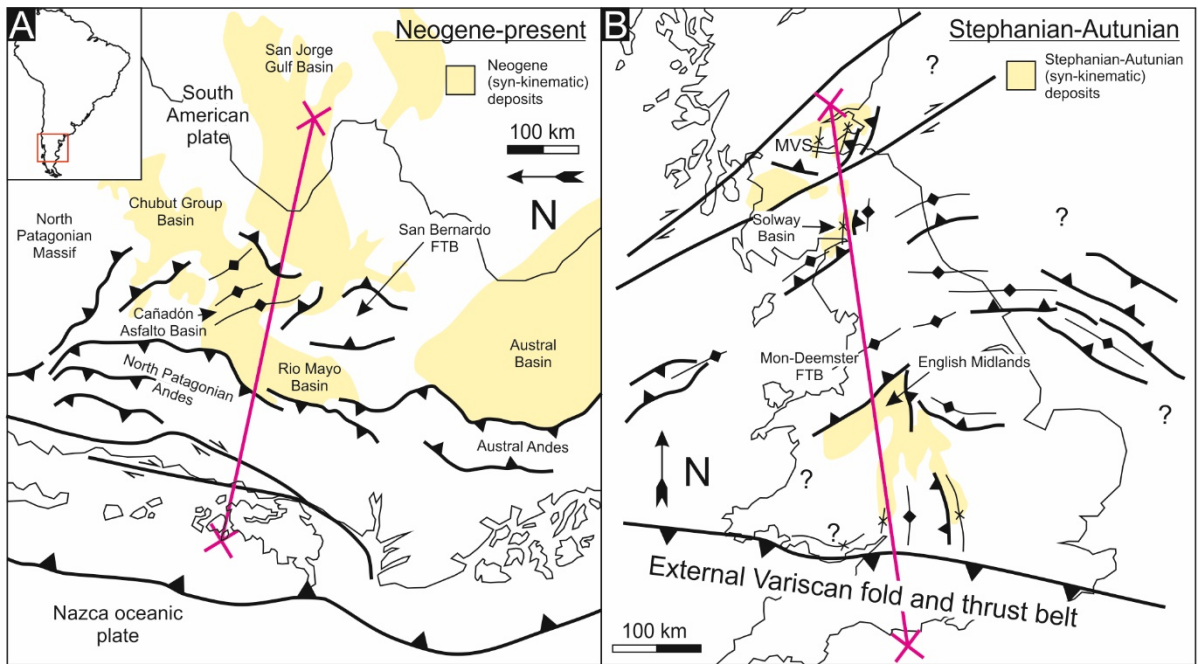 A
Neogene-present
San Jorge
Gulf Basin
Neogene
(syn-kinematic)
deposits
South
American
plate
100 km
N
Chubut Group
Basin
North
Patagonian
Massif
San Bernardo
FTB
Cañadón
Asfalto Basin
Austral
Basin
Rio Mayo
Basin
North Patagonian
Andes
Austral Andes
Nazca oceanic
plate
B
Stephanian-Autunian
?
Stephanian-Autunian
(syn-kinematic)
deposits
MVS
?
Solway
Basin
Mon-Deemster
FTB
English Midlands
?
N
?
?
External Variscan fold and thrust belt
100 km